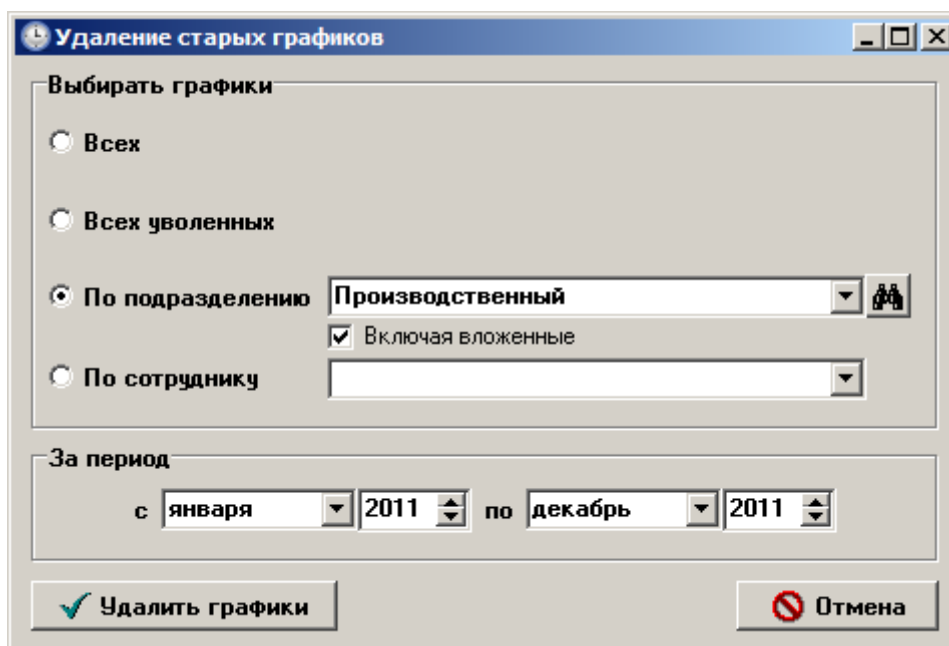 Удаление старых графиков
Выбирать графики
Всех
Всех уволенных
По подразделению Производственный
Включая вложенные
По сотруднику
За период
с января 2011 по декабрь 2011
Удалить графики Отмена